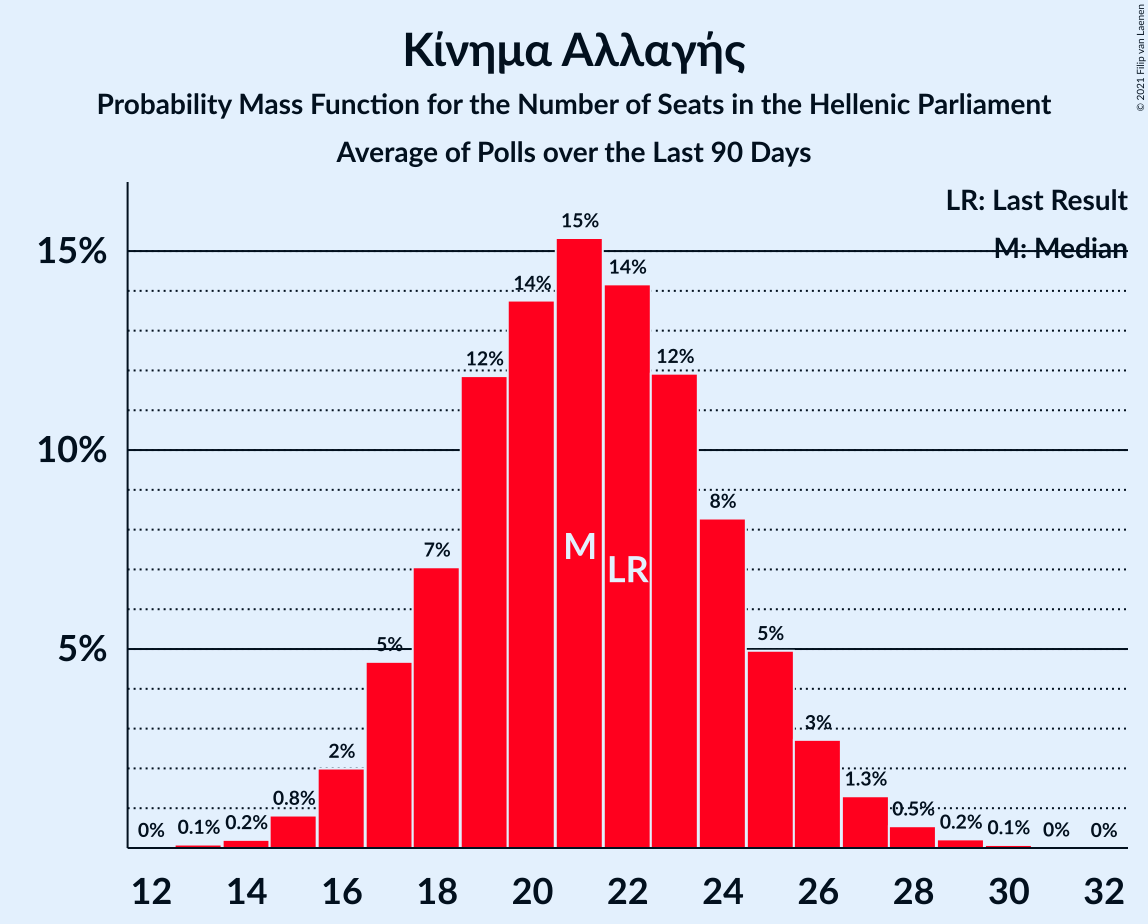 Κίνημα Αλλαγής
Probability Mass Function for the Number of Seats in the Hellenic Parliament
Average of Polls over the Last 90 Days
© 2021 Filip van Laenen
LR: Last Result
M: Median
15%
10%
5%
0%
0.1%
0.2%
0.8%
2%
5%
7%
12%
14%
15%
14%
12%
8%
5%
3%
1.3%
0.5%
0.2%
0.1%
0%
0%
M
LR
12 14 16 18 20 22 24 26 28 30 32